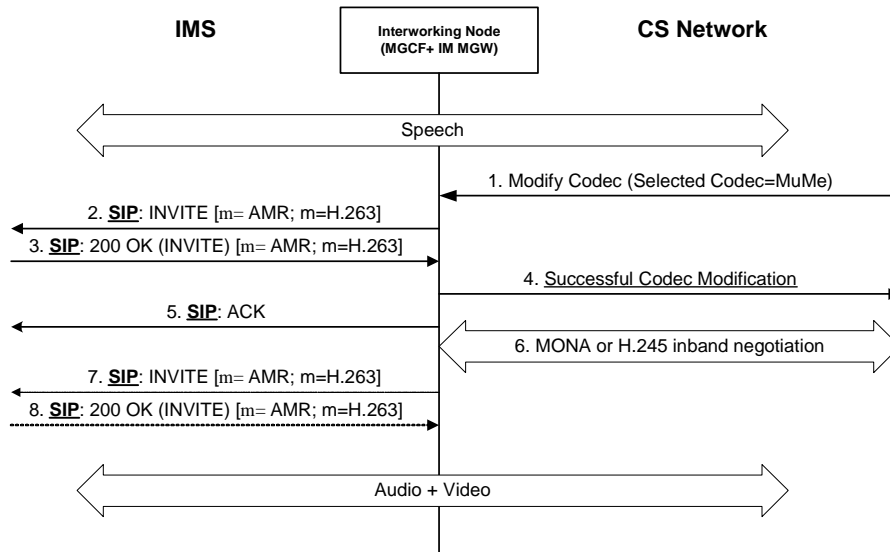 IMS
Interworking Node
(MGCF+ IM MGW)
CS Network
Speech
1. Modify Codec (Selected Codec=MuMe)
2. SIP: INVITE [m= AMR; m=H.263]
3. SIP: 200 OK (INVITE) [m= AMR; m=H.263]
4. Successful Codec Modification
5. SIP: ACK
6. MONA or H.245 inband negotiation
7. SIP: INVITE [m= AMR; m=H.263]
8. SIP: 200 OK (INVITE) [m= AMR; m=H.263]
Audio + Video